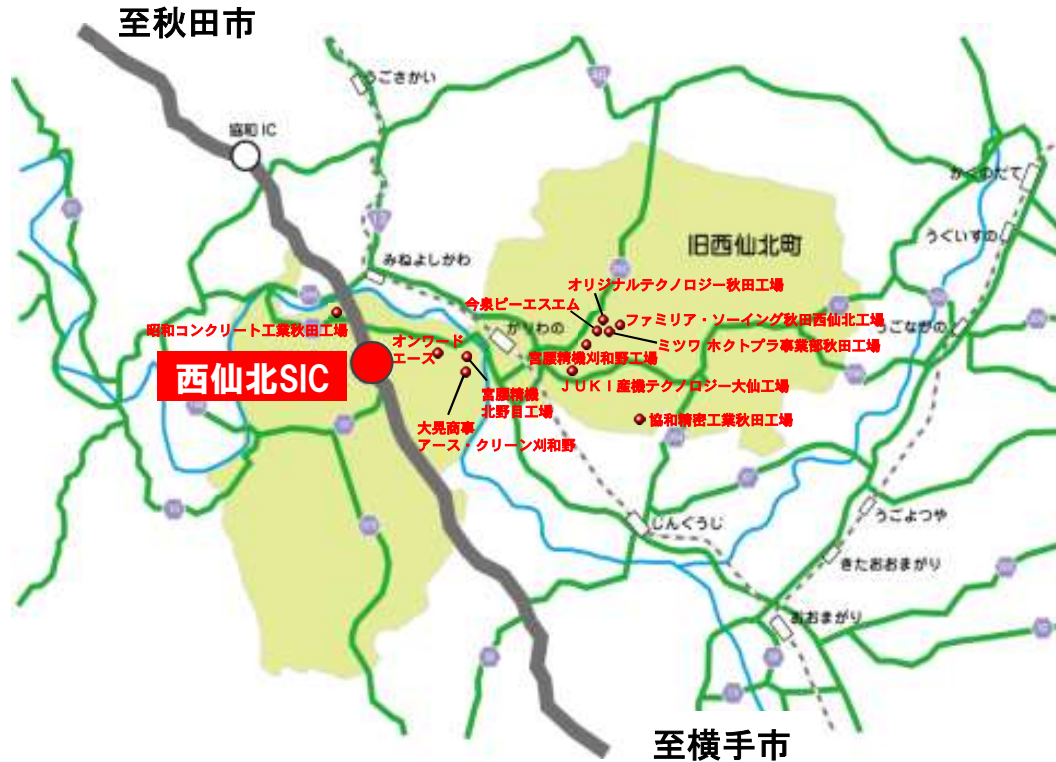 至秋田市
うごさかい
46
協和 IC
かくのだて
13
うぐいすの
みねよしかわ
旧西仙北町
オリジナルテクノロジー秋田工場
今泉ピーエスエム
ファミリア・ソーイング秋田西仙北工場
昭和コンクリート工業秋田工場
かりわの
うごながの
ミツワ ホクトプラ事業部秋田工場
オンワード
エース
宮腰精機刈和野工場
西仙北SIC
JUKI産機テクノロジー大仙工場
宮腰精機
北野目工場
協和精密工業秋田工場
大晃商事
アース・クリーン刈和野
じんぐうじ
うごよつや
きたおおまがり
おおまがり
至横手市